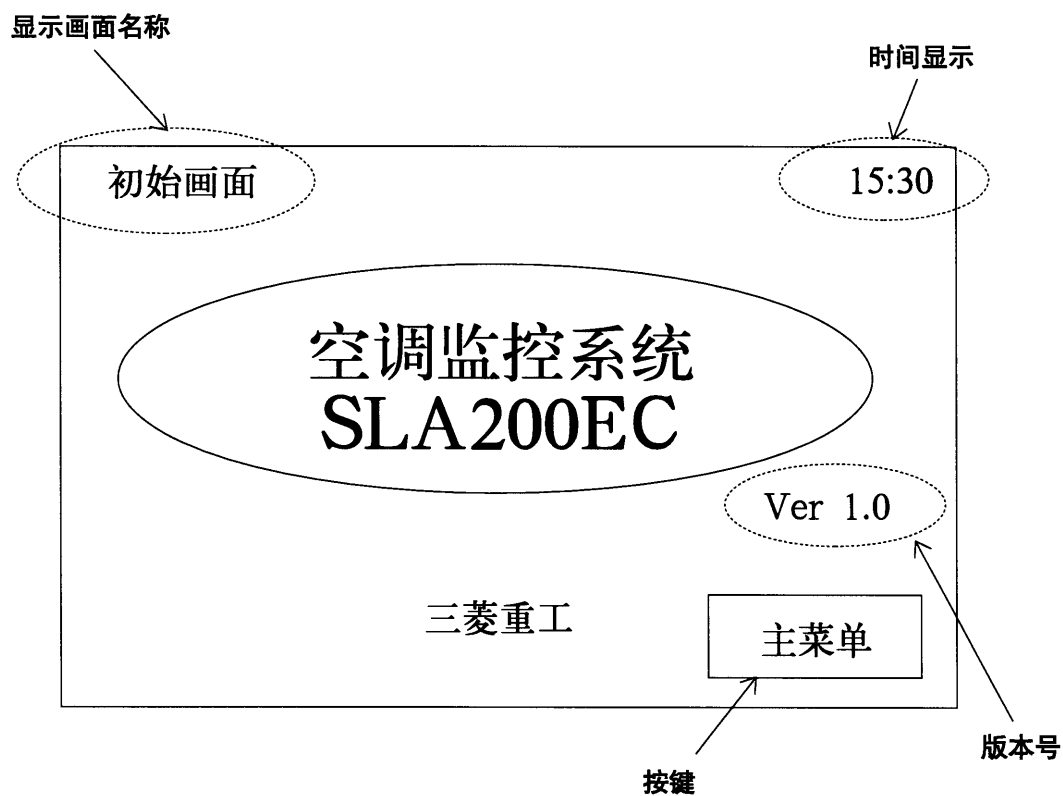 显示画面名称
时间显示
初始画面
15:30
空调监控系统
SLA200EC
Ver 1.0
三菱重工
主菜单
版本号
按键